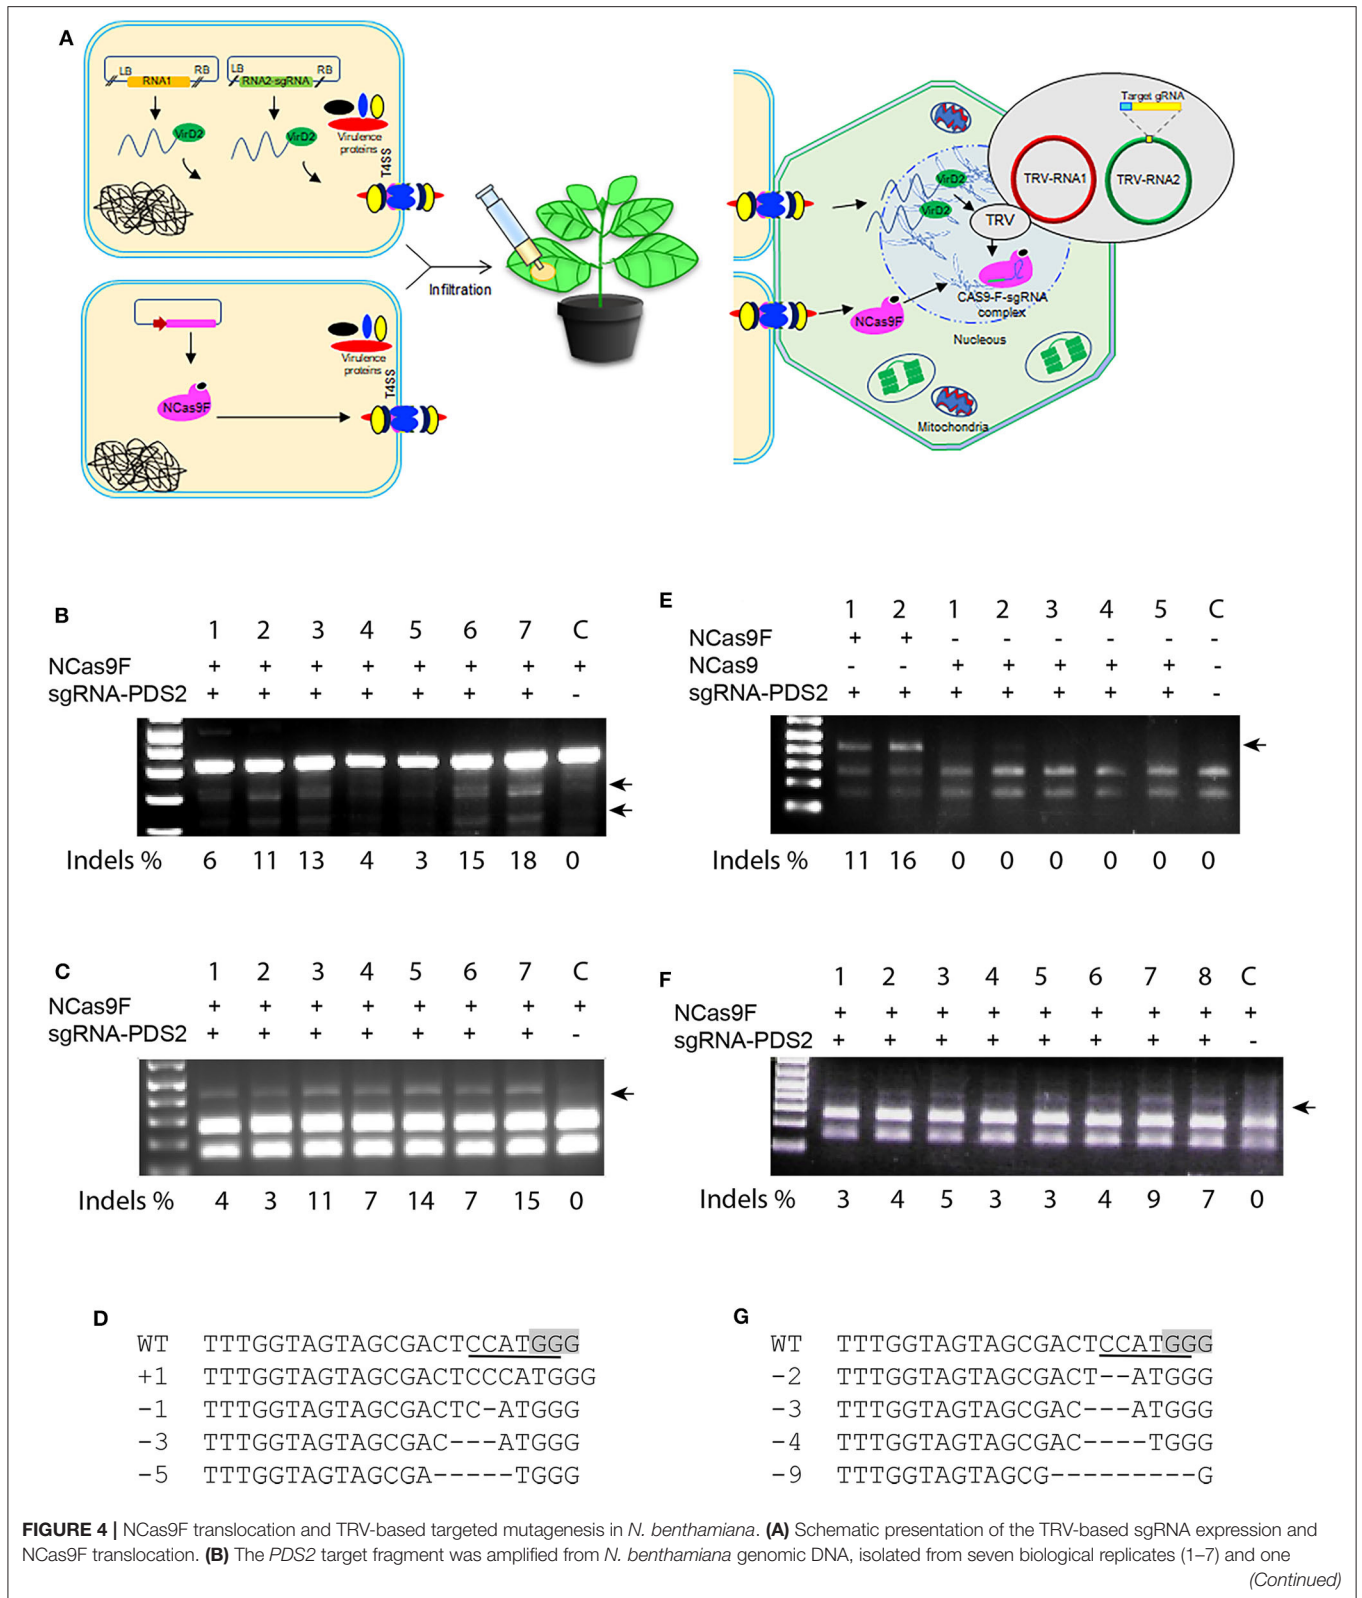 A
LB RB
RNA1
LB RB
RNA2-sgRNA
VirD2
VirD2
Virulence
proteins
T4SS
NCas9F
Virulence
proteins
T4SS
Infiltration
Target gRNA
TRV-RNA1
TRV-RNA2
VirD2
VirD2
TRV
CAS9-F-sgRNA
complex
NCas9F
Nucleous
Mitochondria
B
1 2 3 4 5 6 7 C
NCas9F + + + + + + + +
sgRNA-PDS2 + + + + + + + -
Indels % 6 11 13 4 3 15 18 0
E
1 2 1 2 3 4 5 C
NCas9F + + - - - - - -
NCas9 - - + + + + + -
sgRNA-PDS2 + + + + + + + -
Indels % 11 16 0 0 0 0 0 0
C
1 2 3 4 5 6 7 C
NCas9F + + + + + + + +
sgRNA-PDS2 + + + + + + + -
Indels % 4 3 11 7 14 7 15 0
F
1 2 3 4 5 6 7 8 C
NCas9F + + + + + + + + +
sgRNA-PDS2 + + + + + + + + -
Indels % 3 4 5 3 3 4 9 7 0
D
WT TTTGGTAGTAGCGACTCCATGGG
+1 TTTGGTAGTAGCGACTCCCATGGG
-1 TTTGGTAGTAGCGACTC-ATGGG
-3 TTTGGTAGTAGCGAC---ATGGG
-5 TTTGGTAGTAGCGA-----TGGG
G
WT TTTGGTAGTAGCGACTCCATGGG
-2 TTTGGTAGTAGCGACT--ATGGG
-3 TTTGGTAGTAGCGAC---ATGGG
-4 TTTGGTAGTAGCGAC----TGGG
-9 TTTGGTAGTAGCG---------G
FIGURE 4 | NCas9F translocation and TRV-based targeted mutagenesis in N. benthamiana. (A) Schematic presentation of the TRV-based sgRNA expression and
NCas9F translocation. (B) The PDS2 target fragment was amplified from N. benthamiana genomic DNA, isolated from seven biological replicates (1–7) and one
(Continued)